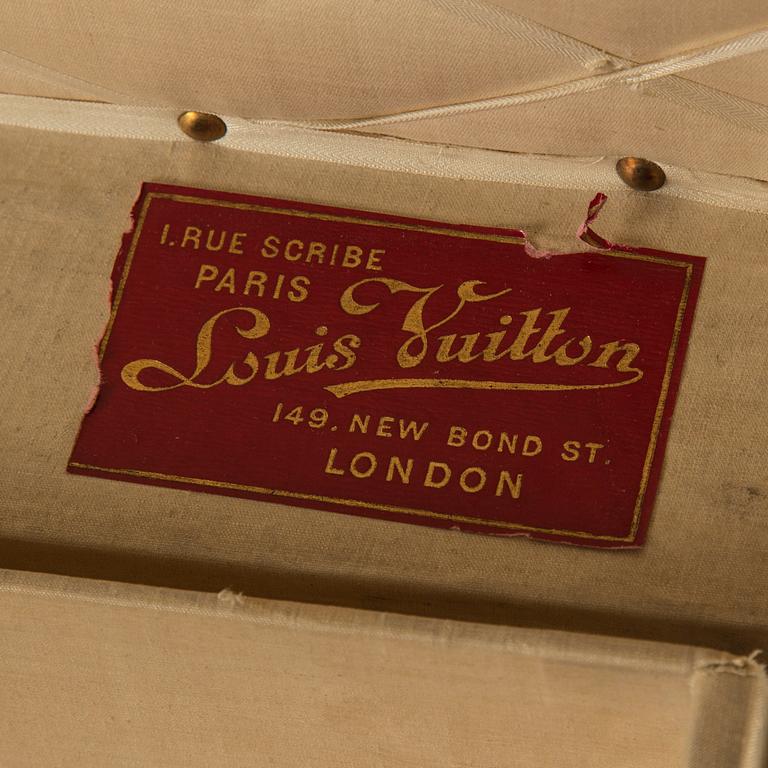 1. RUE SCRIBE
PARIS
Louis Vuitton
149. NEW BOND ST.
LONDON